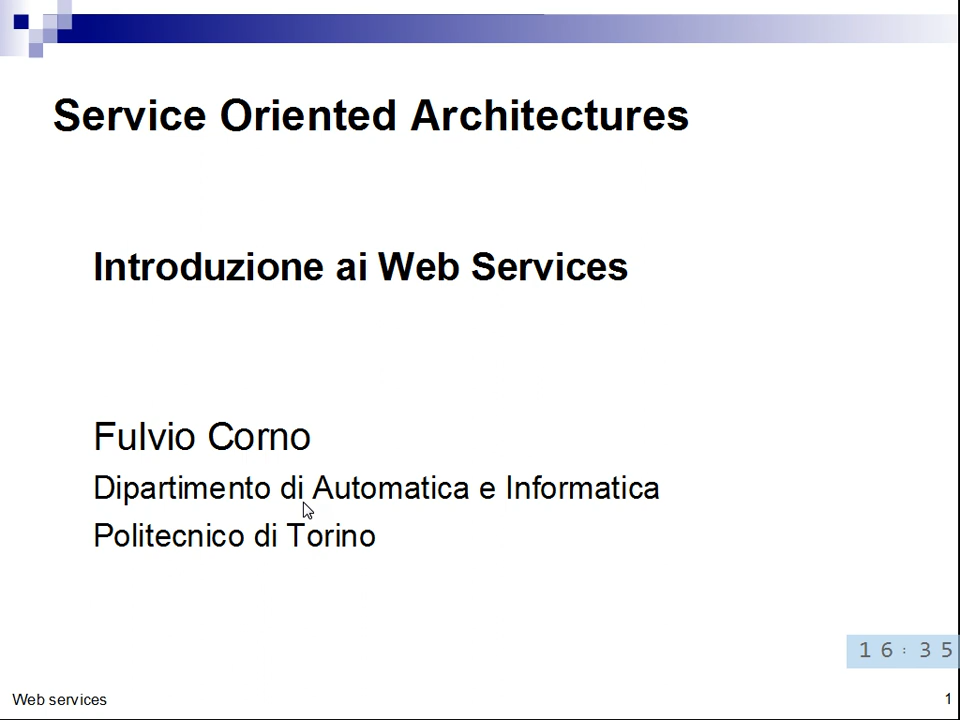 Service Oriented Architectures
Introduzione ai Web Services
Fulvio Corno
Dipartimento di Automatica e Informatica
Politecnico di Torino
16:35
Web services
1